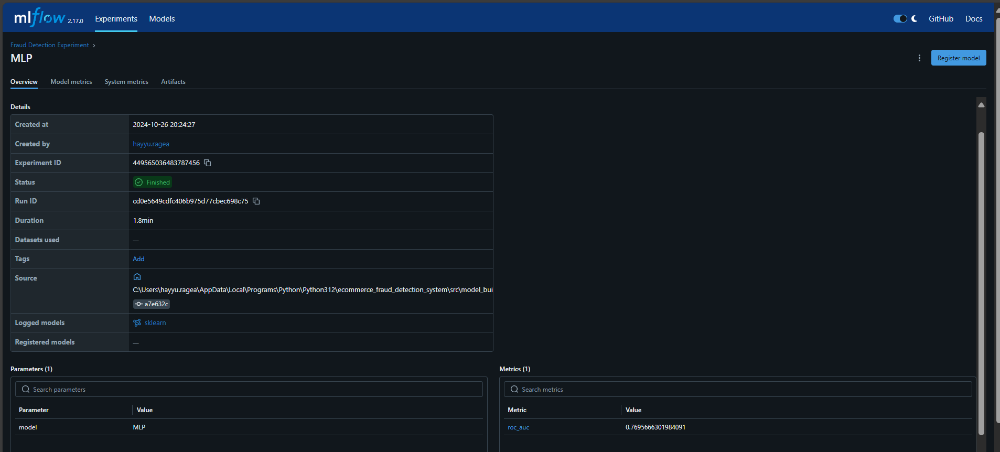 mlflow 2.17.0 Experiments Models GitHub Docs
Fraud Detection Experiment ›
MLP
Register model
Overview Model metrics System metrics Artifacts
Details
Created at 2024-10-26 20:24:27
Created by hayyu.ragea
Experiment ID 449565036483787456
Status Finished
Run ID cd0e5649cdfc406b975d77cbec698c75
Duration 1.8min
Datasets used —
Tags Add
Source
C:\Users\hayyu.ragea\AppData\Local\Programs\Python\Python312\ecommerce_fraud_detection_system\src\model_bui
a7e632c
Logged models sklearn
Registered models —
Parameters (1)
Search parameters
Parameter Value
model MLP
Metrics (1)
Search metrics
Metric Value
roc_auc 0.7695666301984091